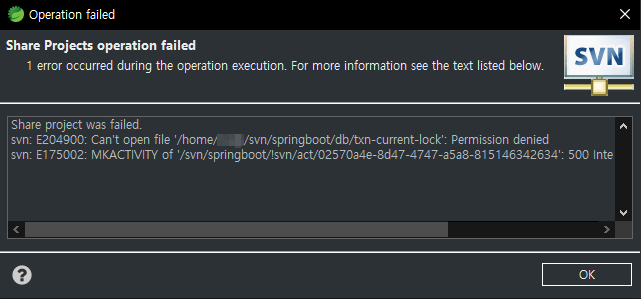 Operation failed
Share Projects operation failed
1 error occurred during the operation execution. For more information see the text listed below.
SVN
Share project was failed.
svn: E204900: Can't open file '/home/ /svn/springboot/db/txn-current-lock': Permission denied
svn: E175002: MKACTIVITY of '/svn/springboot/!svn/act/02570a4e-8d47-4747-a5a8-815146342634': 500 Inte
OK